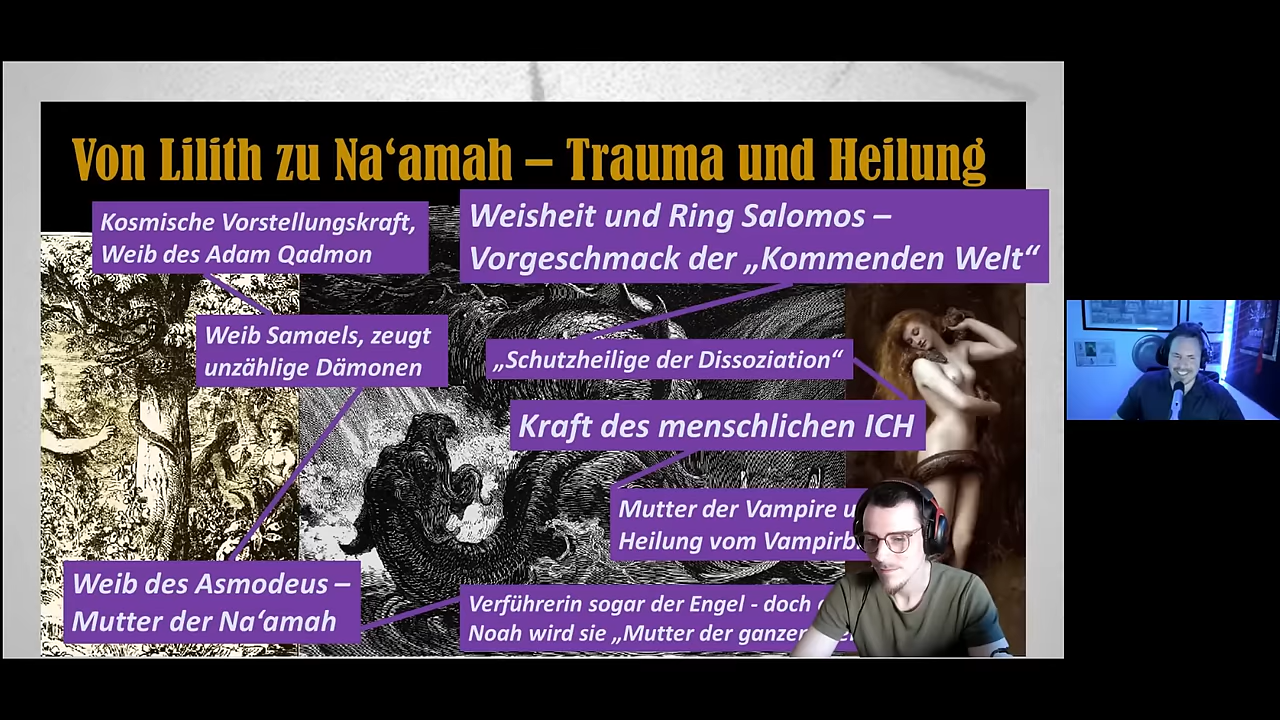 Von Lilith zu Na‘amah – Trauma und Heilung
Kosmische Vorstellungskraft,
Weib des Adam Qadmon
Weisheit und Ring Salomos –
Vorgeschmack der „Kommenden Welt“
Weib Samaels, zeugt
unzählige Dämonen
„Schutzheilige der Dissoziation“
Kraft des menschlichen ICH
Mutter der Vampire
Heilung vom
Weib des Asmodeus –
Mutter der Na‘amah
Verführerin sogar der Engel - doch
Noah wird sie „Mutter der